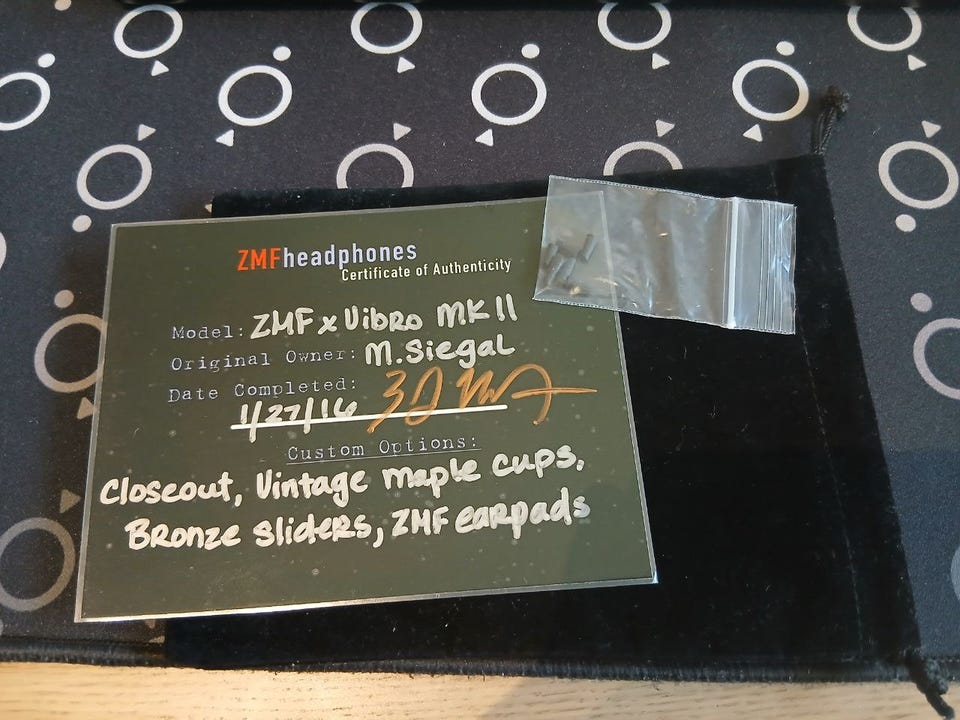 ZMFheadphones
Certificate of Authenticity
Model: ZMF x Vibro MK II
Original Owner: M. Siegal
Date Completed:
1/27/16
Custom Options:
Closeout, Vintage maple cups,
Bronze sliders, ZMF earpads